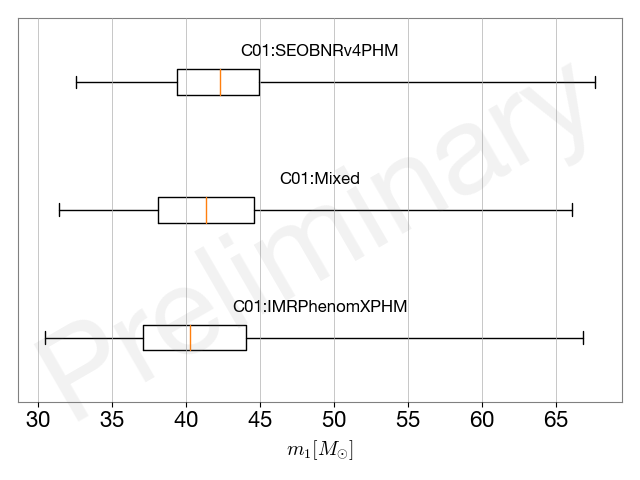 C01:SEOBNRv4PHM
C01:Mixed
C01:IMRPhenomXPHM
Preliminary
30 35 40 45 50 55 60 65
m₁[M⊙]